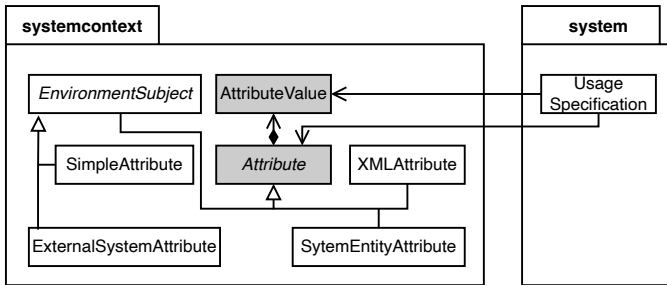 systemcontext
system
EnvironmentSubject
AttributeValue
Usage
Specification
SimpleAttribute
Attribute
XMLAttribute
ExternalSystemAttribute
SytemEntityAttribute